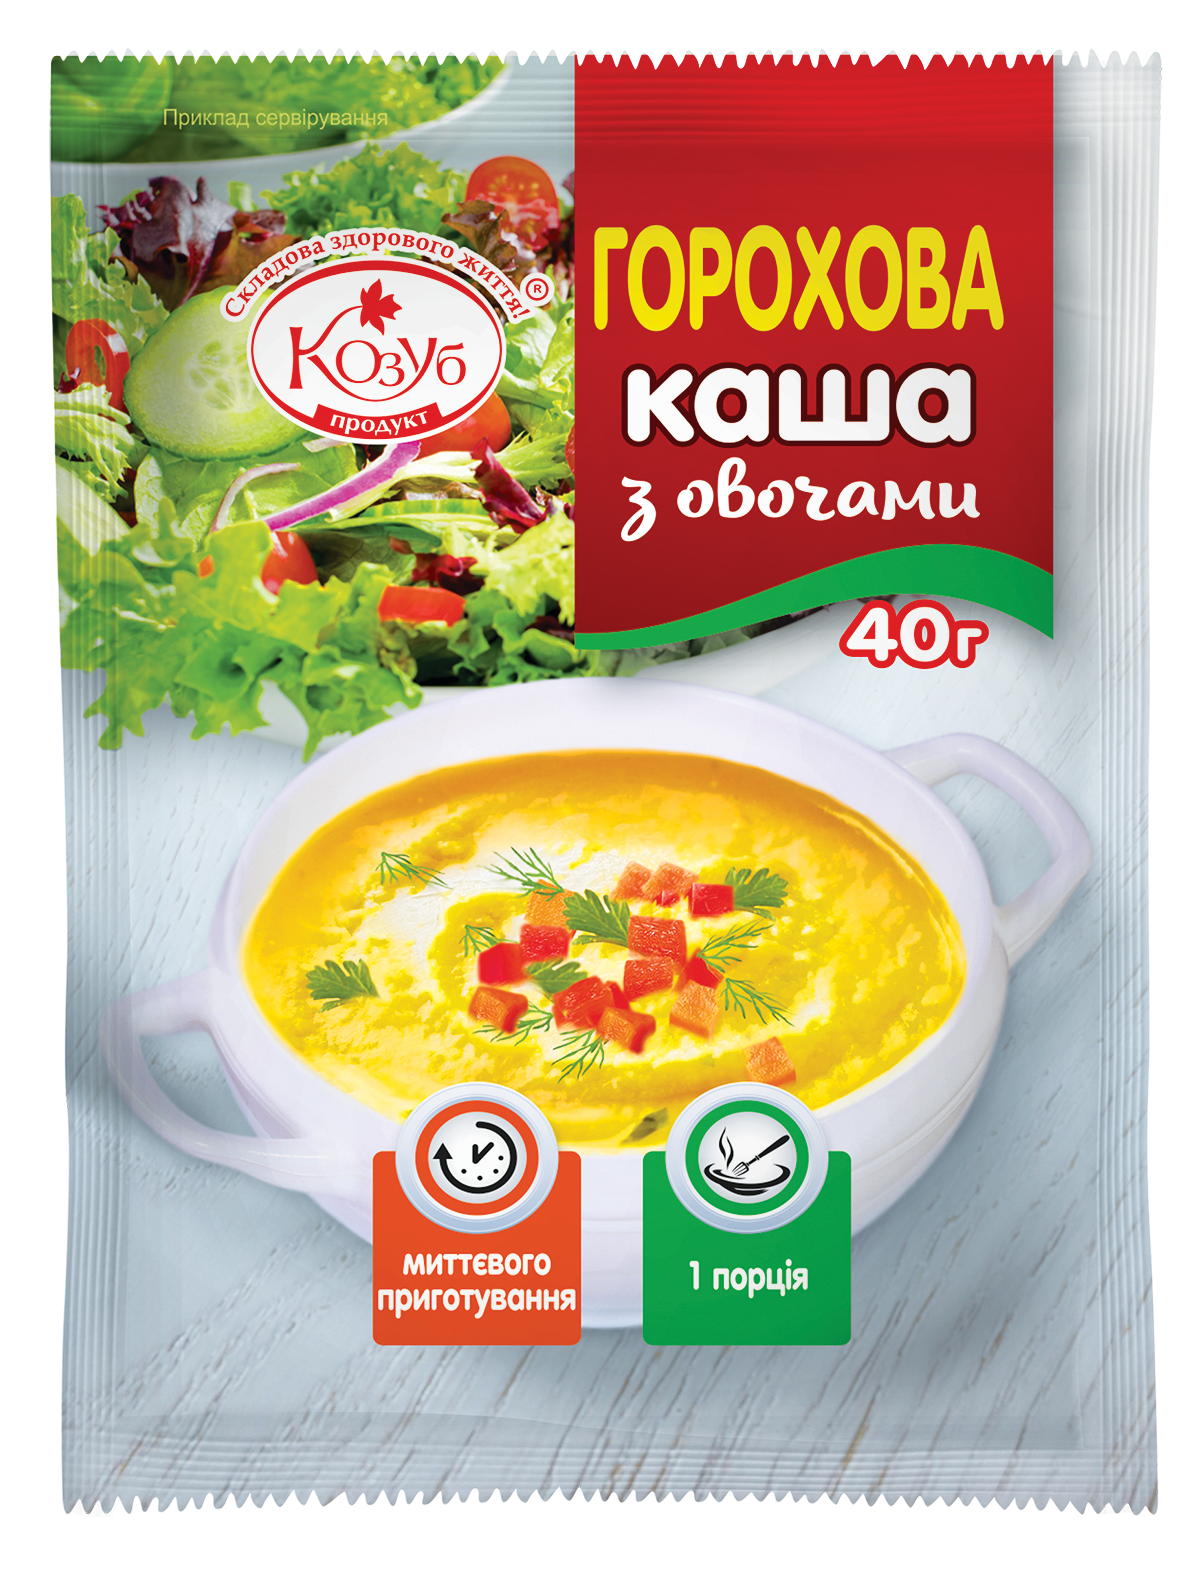 Приклад сервірування
Складова здорового життя! ®
Козуб
продукт
ГОРОХОВА
каша
з овочами
40г
миттєвого
приготування
1 порція